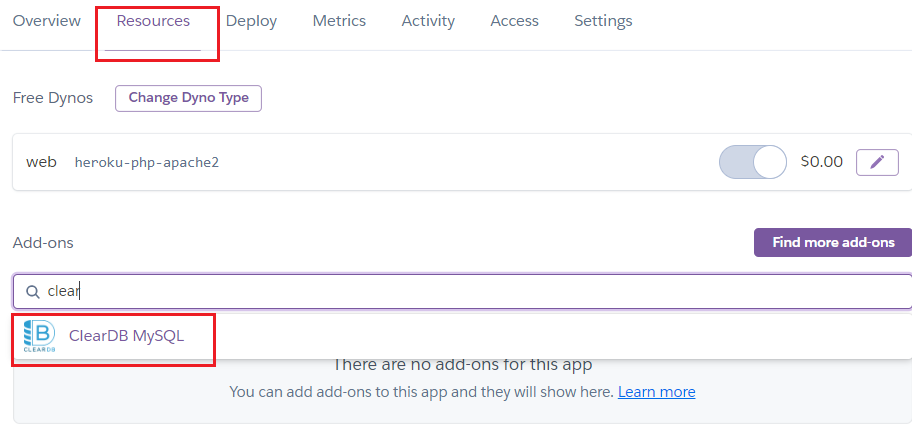 Overview Resources Deploy Metrics Activity Access Settings
Free Dynos Change Dyno Type
web heroku-php-apache2 $0.00
Add-ons Find more add-ons
clear
B ClearDB MySQL
CLEARDB
There are no add-ons for this app
You can add add-ons to this app and they will show here. Learn more